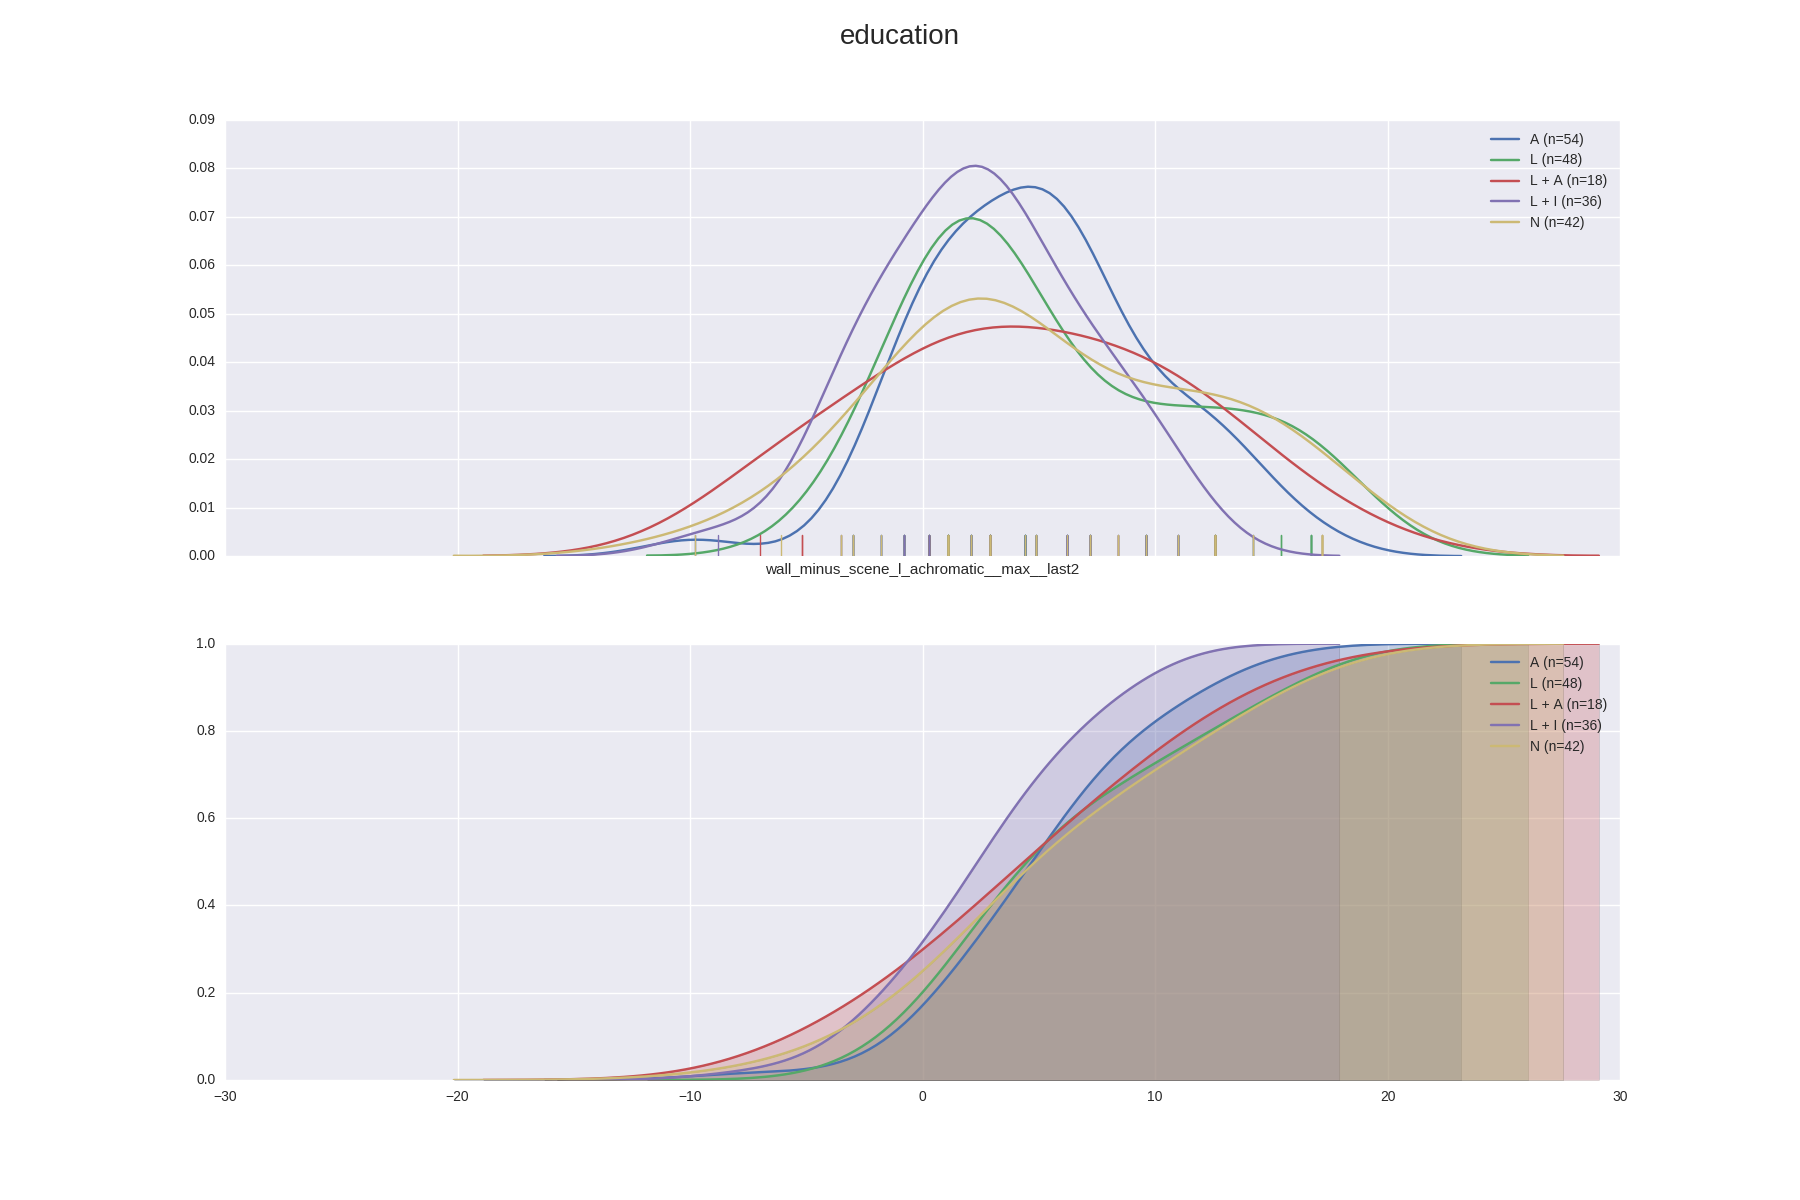 education
0.09
0.08
0.07
0.06
0.05
0.04
0.03
0.02
0.01
0.00
A (n=54)
L (n=48)
L + A (n=18)
L + I (n=36)
N (n=42)
wall_minus_scene_l_achromatic__max__last2
1.0
0.8
0.6
0.4
0.2
0.0
A (n=54)
L (n=48)
L + A (n=18)
L + I (n=36)
N (n=42)
−30 −20 −10 0 10 20 30